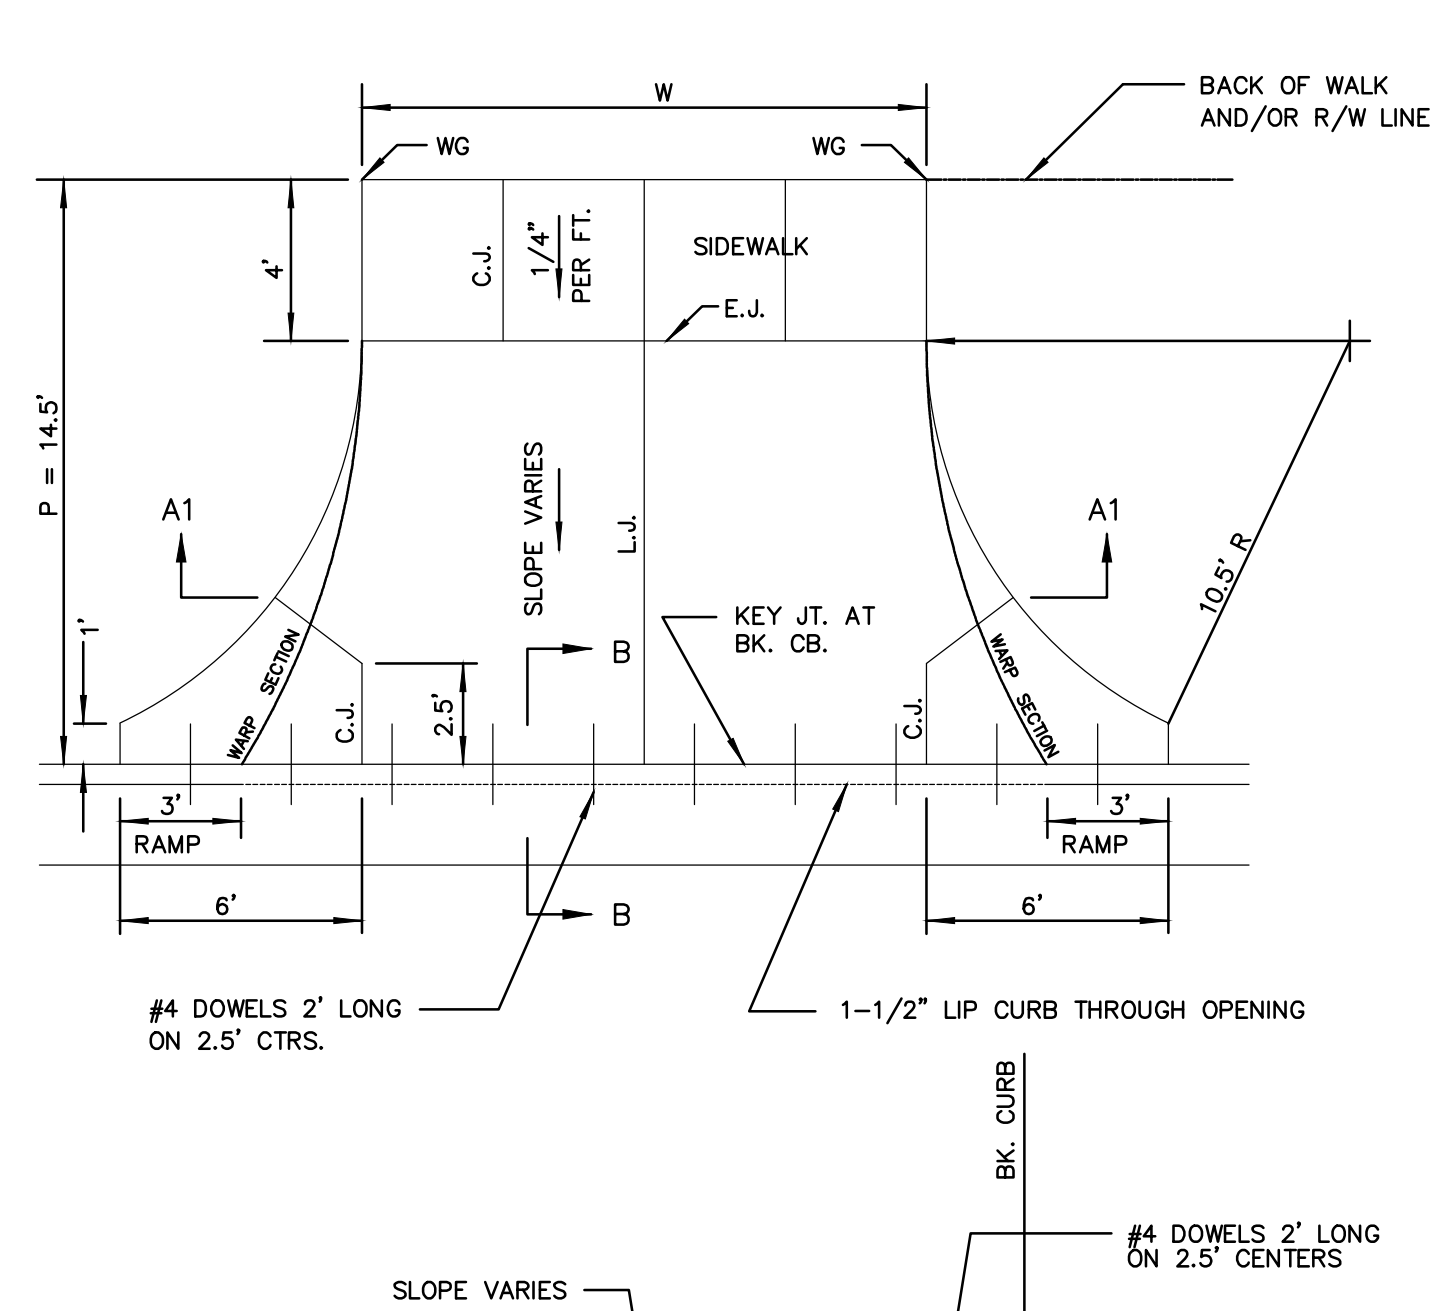 W
BACK OF WALK
AND/OR R/W LINE
WG
WG
4'
C.J.
1/4"
PER FT.
SIDEWALK
E.J.
P = 14.5'
A1
A1
SLOPE VARIES
L.J.
10.5' R
1'
KEY JT. AT
BK. CB.
B
WARP SECTION
WARP SECTION
C.J.
2.5'
C.J.
3'
RAMP
3'
RAMP
6'
B
6'
#4 DOWELS 2' LONG
ON 2.5' CTRS.
1-1/2" LIP CURB THROUGH OPENING
BK. CURB
#4 DOWELS 2' LONG
ON 2.5' CENTERS
SLOPE VARIES